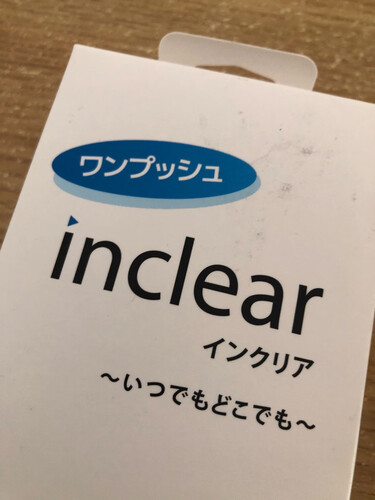 ワンプッシュ
inclear
インクリア
～いつでもどこでも～